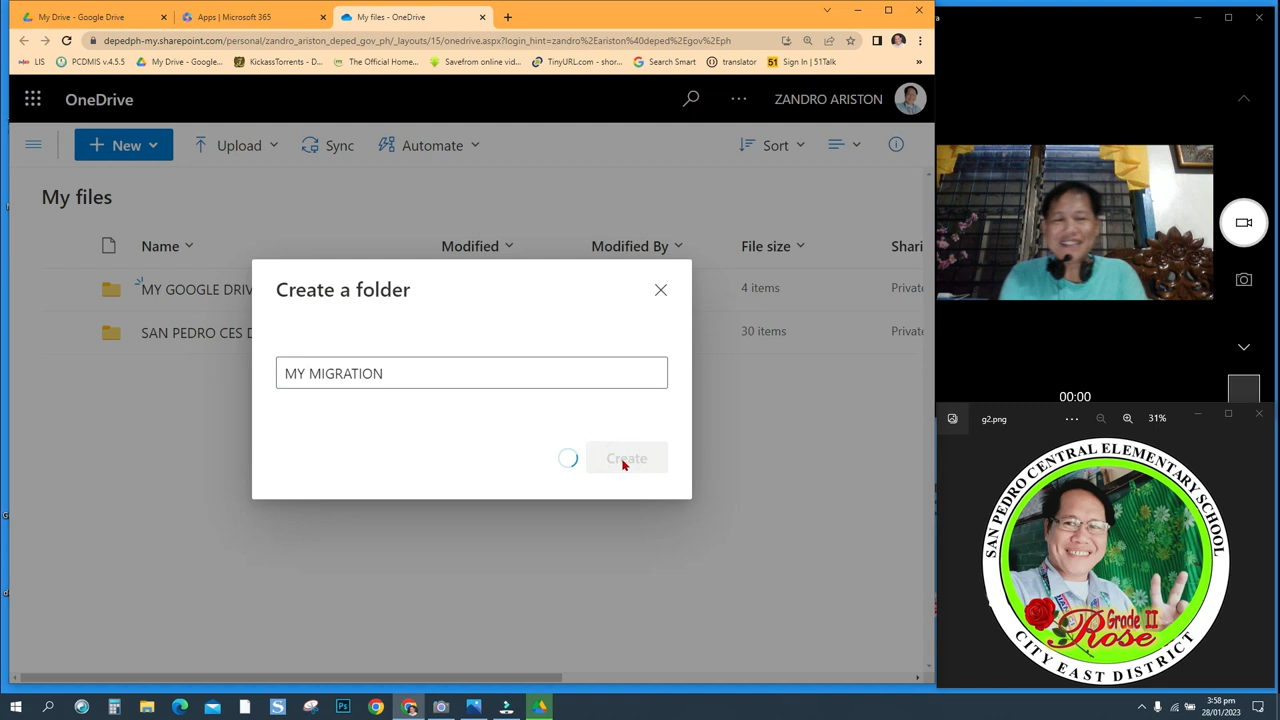 My Drive - Google Drive
Apps | Microsoft 365
My files - OneDrive
depedph-my.sharepoint.com/personal/zandro_ariston_deped_gov_ph/_layouts/15/onedrive.aspx?login_hint=zandro%2Eariston%40deped%2Egov%2Eph
LIS
PCDMIS v.4.5.5
My Drive - Google...
KickassTorrents - D...
The Official Home...
Savefrom online vid...
TinyURL.com - shor...
Search Smart
translator
51 Sign In | 51Talk
»
OneDrive
ZANDRO ARISTON
New
Upload
Sync
Automate
Sort
My files
Name
Modified
Modified By
File size
Shari
MY GOOGLE DRIV
4 items
Private
SAN PEDRO CES D
30 items
Private
Create a folder
MY MIGRATION
Create
a
00:00
g2.png
31%
SAN PEDRO CENTRAL ELEMENTARY SCHOOL
Grade II
Rose
CITY EAST DISTRICT
3:58 pm
28/01/2023